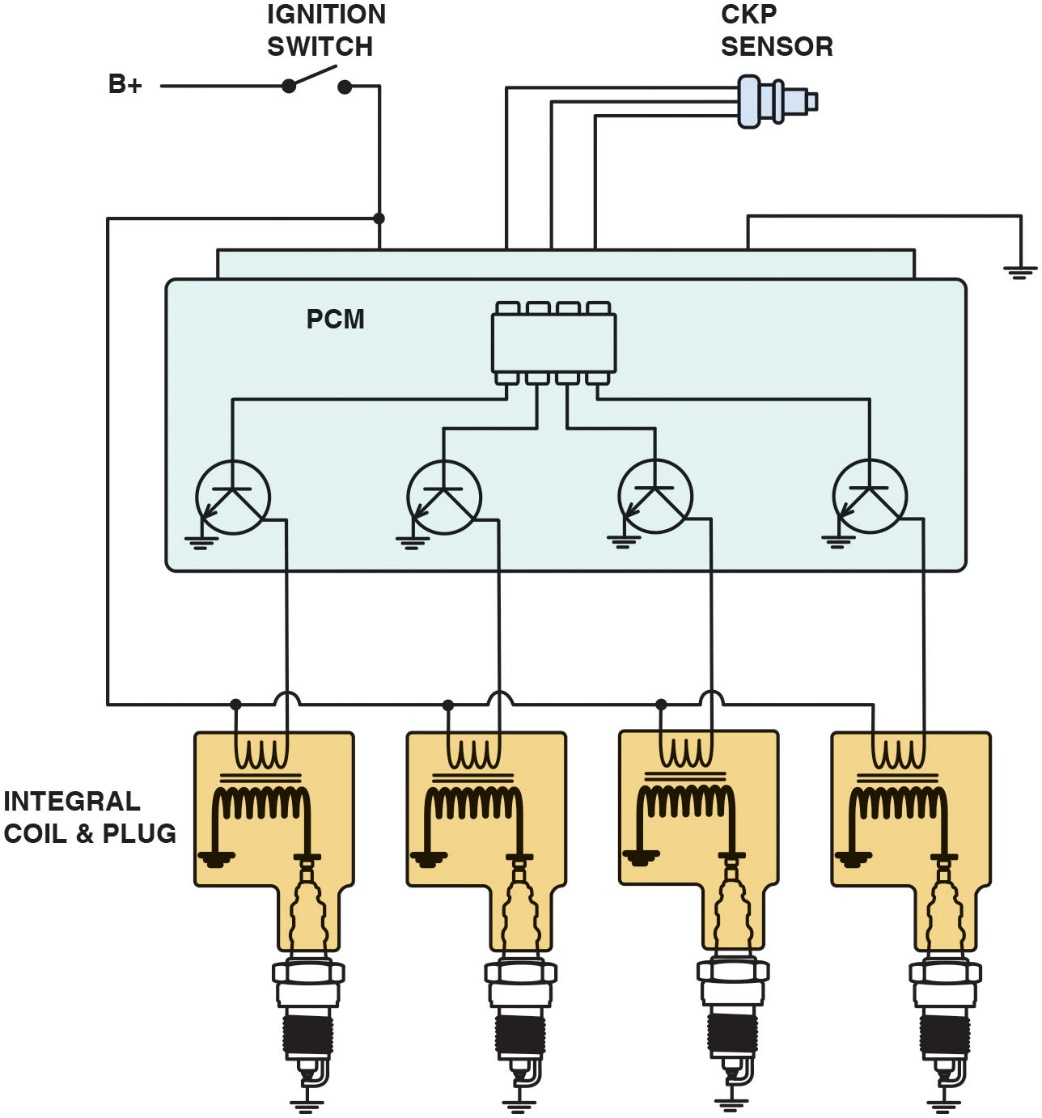 IGNITION
SWITCH
CKP
SENSOR
B+
PCM
INTEGRAL
COIL & PLUG